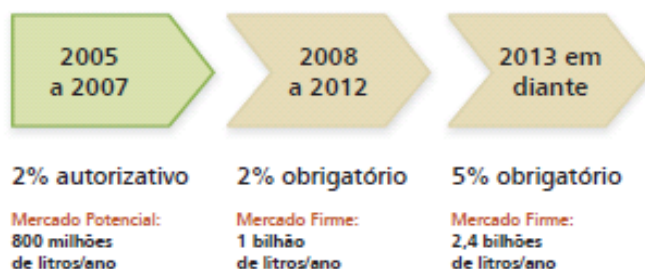 2005
a 2007
2008
a 2012
2013 em
diante
2% autorizativo
2% obrigatório
5% obrigatório
Mercado Potencial:
800 milhões
de litros/ano
Mercado Firme:
1 bilhão
de litros/ano
Mercado Firme:
2,4 bilhões
de litros/ano